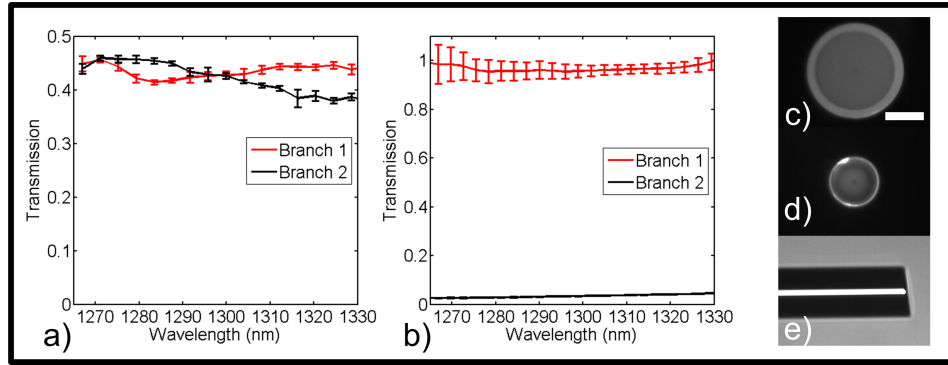 0.5
0.4
0.3
0.2
0.1
0
1270 1280 1290 1300 1310 1320 1330
Wavelength (nm)
Transmission
Branch 1
Branch 2
a)
1
0.8
0.6
0.4
0.2
0
1270 1280 1290 1300 1310 1320 1330
Wavelength (nm)
Transmission
Branch 1
Branch 2
b)
c)
d)
e)